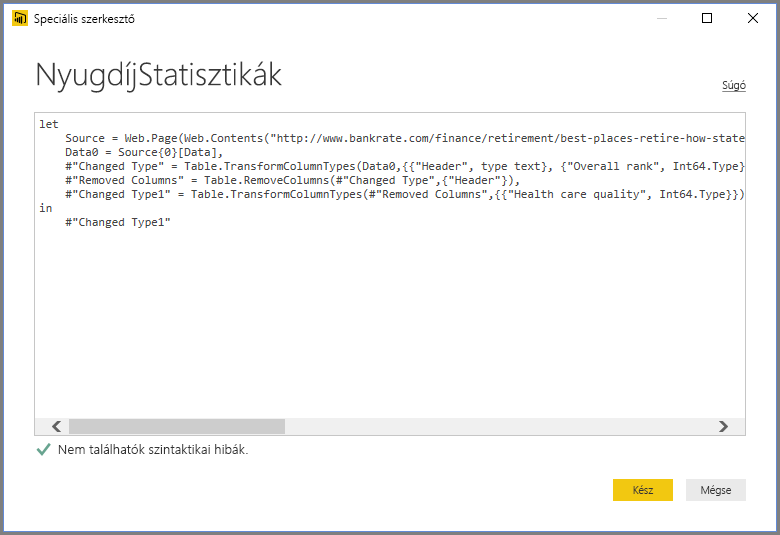 Speciális szerkesztő
NyugdíjStatisztikák
Súgó
let
    Source = Web.Page(Web.Contents("http://www.bankrate.com/finance/retirement/best-places-retire-how-state
    Data0 = Source{0}[Data],
    #"Changed Type" = Table.TransformColumnTypes(Data0,{{"Header", type text}, {"Overall rank", Int64.Type}
    #"Removed Columns" = Table.RemoveColumns(#"Changed Type",{"Header"}),
    #"Changed Type1" = Table.TransformColumnTypes(#"Removed Columns",{{"Health care quality", Int64.Type}})
in
    #"Changed Type1"
Nem találhatók szintaktikai hibák.
Kész
Mégse